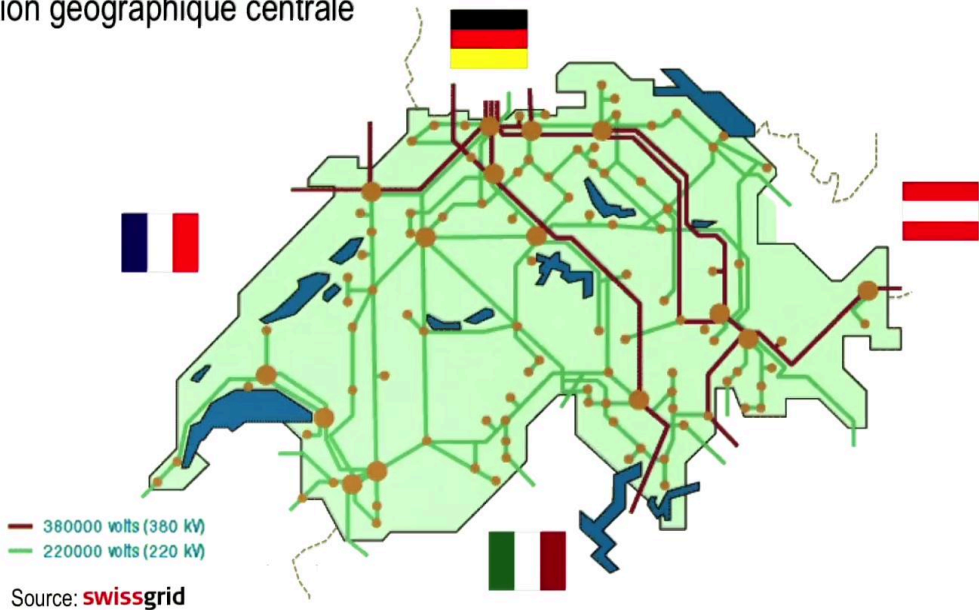 ion géographique centrale
380000 volts (380 kV)
220000 volts (220 kV)
Source: swissgrid